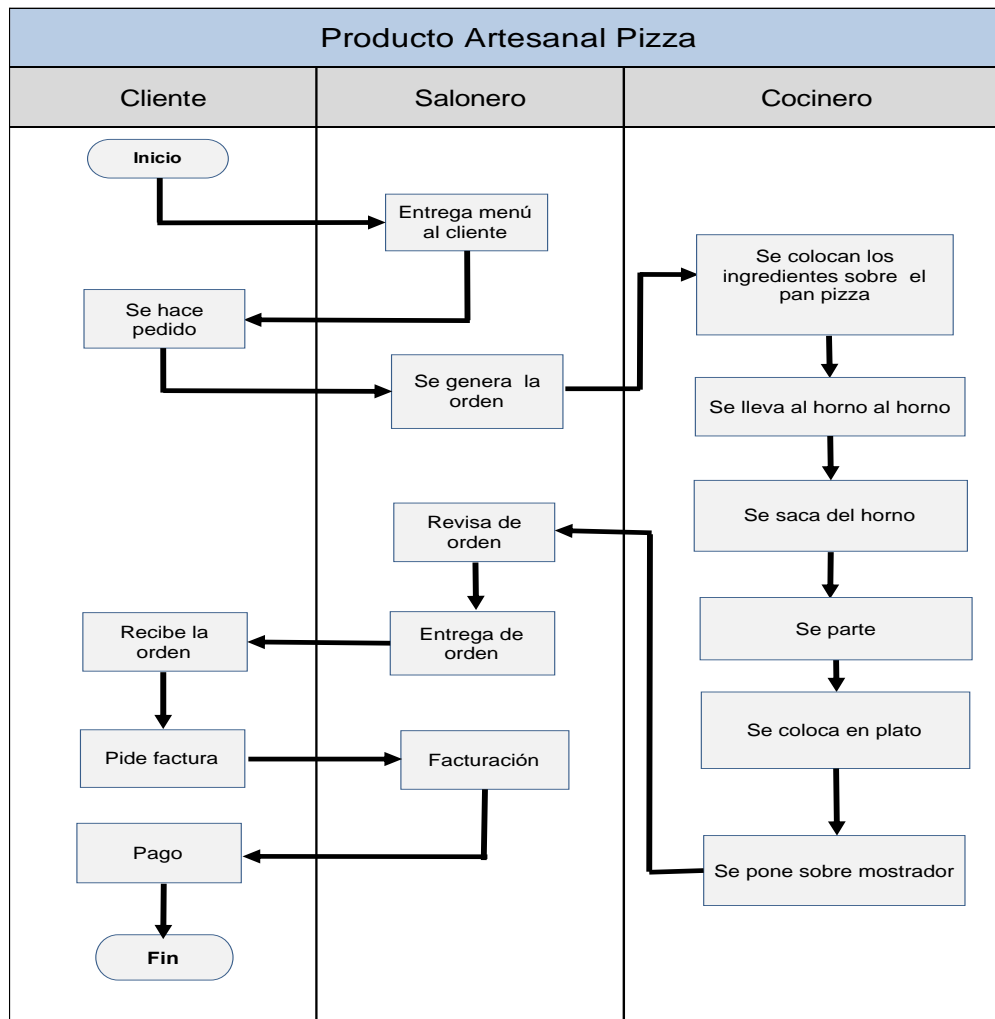 Producto Artesanal Pizza
Cliente
Salonero
Cocinero
Inicio
Entrega menú
al cliente
Se hace
pedido
Se genera la
orden
Se colocan los
ingredientes sobre el
pan pizza
Se lleva al horno al horno
Se saca del horno
Se parte
Se coloca en plato
Se pone sobre mostrador
Revisa de
orden
Entrega de
orden
Recibe la
orden
Pide factura
Facturación
Pago
Fin